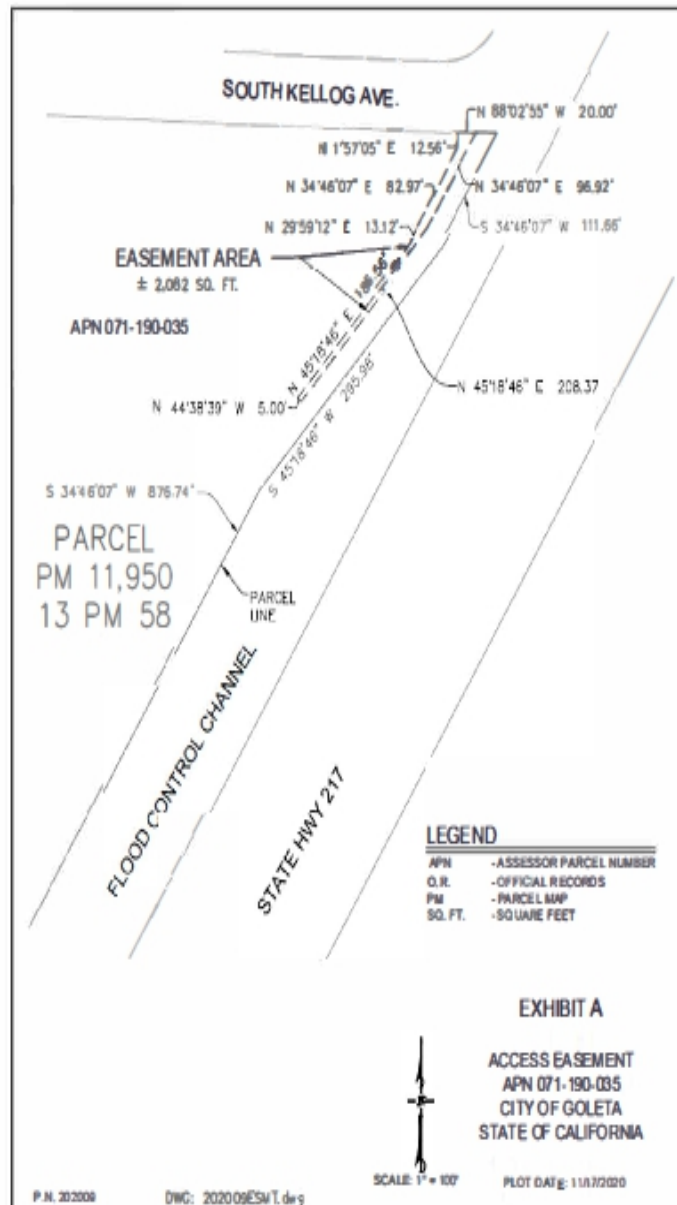 SOUTH KELLOG AVE.
N 88°02'55" W 20.00'
N 1°57'05" E 12.56'
N 34°46'07" E 82.97'
N 34°46'07" E 96.92'
N 29°59'12" E 13.12'
S 34°46'07" W 111.66'
EASEMENT AREA
± 2,082 SQ. FT.
APN 071-190-035
N 45°18'46" E
N 44°38'39" W 5.00'
N 45°18'46" E 208.37
S 45°18'46" W 295.98'
S 34°46'07" W 876.74'
PARCEL
PM 11,950
13 PM 58
PARCEL
LINE
FLOOD CONTROL CHANNEL
STATE HWY 217
LEGEND
APN -ASSESSOR PARCEL NUMBER
O.R. -OFFICIAL RECORDS
PM -PARCEL MAP
SQ. FT. -SQUARE FEET
EXHIBIT A
ACCESS EASEMENT
APN 071-190-035
CITY OF GOLETA
STATE OF CALIFORNIA
SCALE: 1" = 100'
PLOT DATE: 11/17/2020
P.N. 202009
DWG: 202009ESMT.dwg